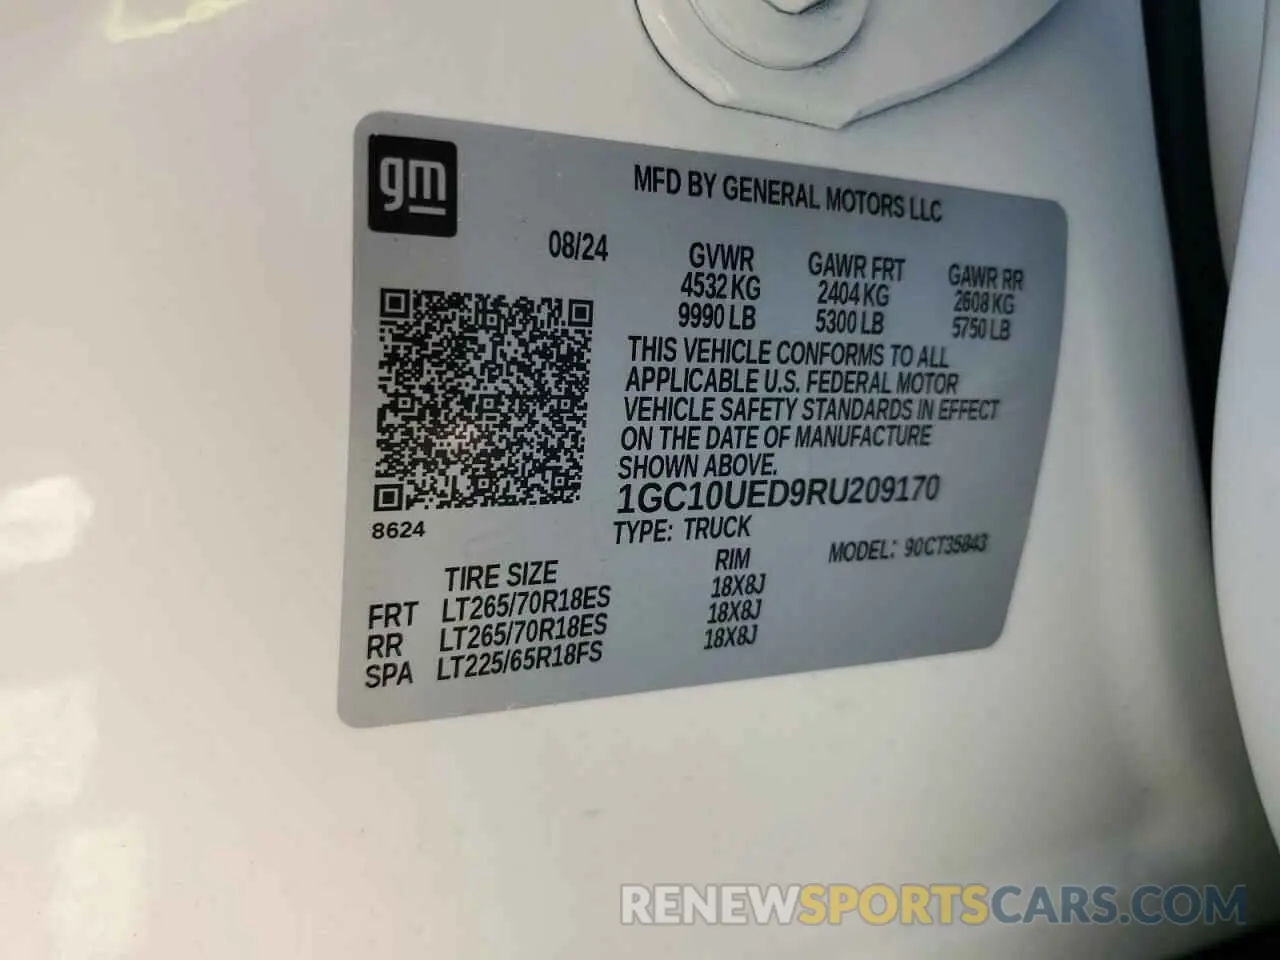 gm
MFD BY GENERAL MOTORS LLC
08/24
GVWR GAWR FRT GAWR RR
4532 KG 2404 KG 2608 KG
9990 LB 5300 LB 5750 LB
THIS VEHICLE CONFORMS TO ALL
APPLICABLE U.S. FEDERAL MOTOR
VEHICLE SAFETY STANDARDS IN EFFECT
ON THE DATE OF MANUFACTURE
SHOWN ABOVE.
1GC10UED9RU209170
8624
TYPE: TRUCK MODEL: 90CT35843
TIRE SIZE RIM
FRT LT265/70R18ES 18X8J
RR LT265/70R18ES 18X8J
SPA LT225/65R18FS 18X8J
RENEWSPORTSCARS.COM